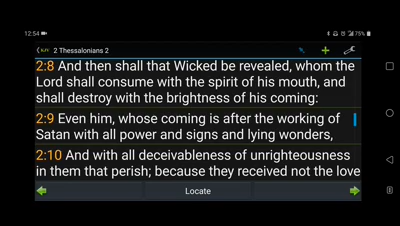 12:54
75%
KJV 2 Thessalonians 2
2:8 And then shall that Wicked be revealed, whom the
Lord shall consume with the spirit of his mouth, and
shall destroy with the brightness of his coming:
2:9 Even him, whose coming is after the working of
Satan with all power and signs and lying wonders,
2:10 And with all deceivableness of unrighteousness
in them that perish; because they received not the love
Locate